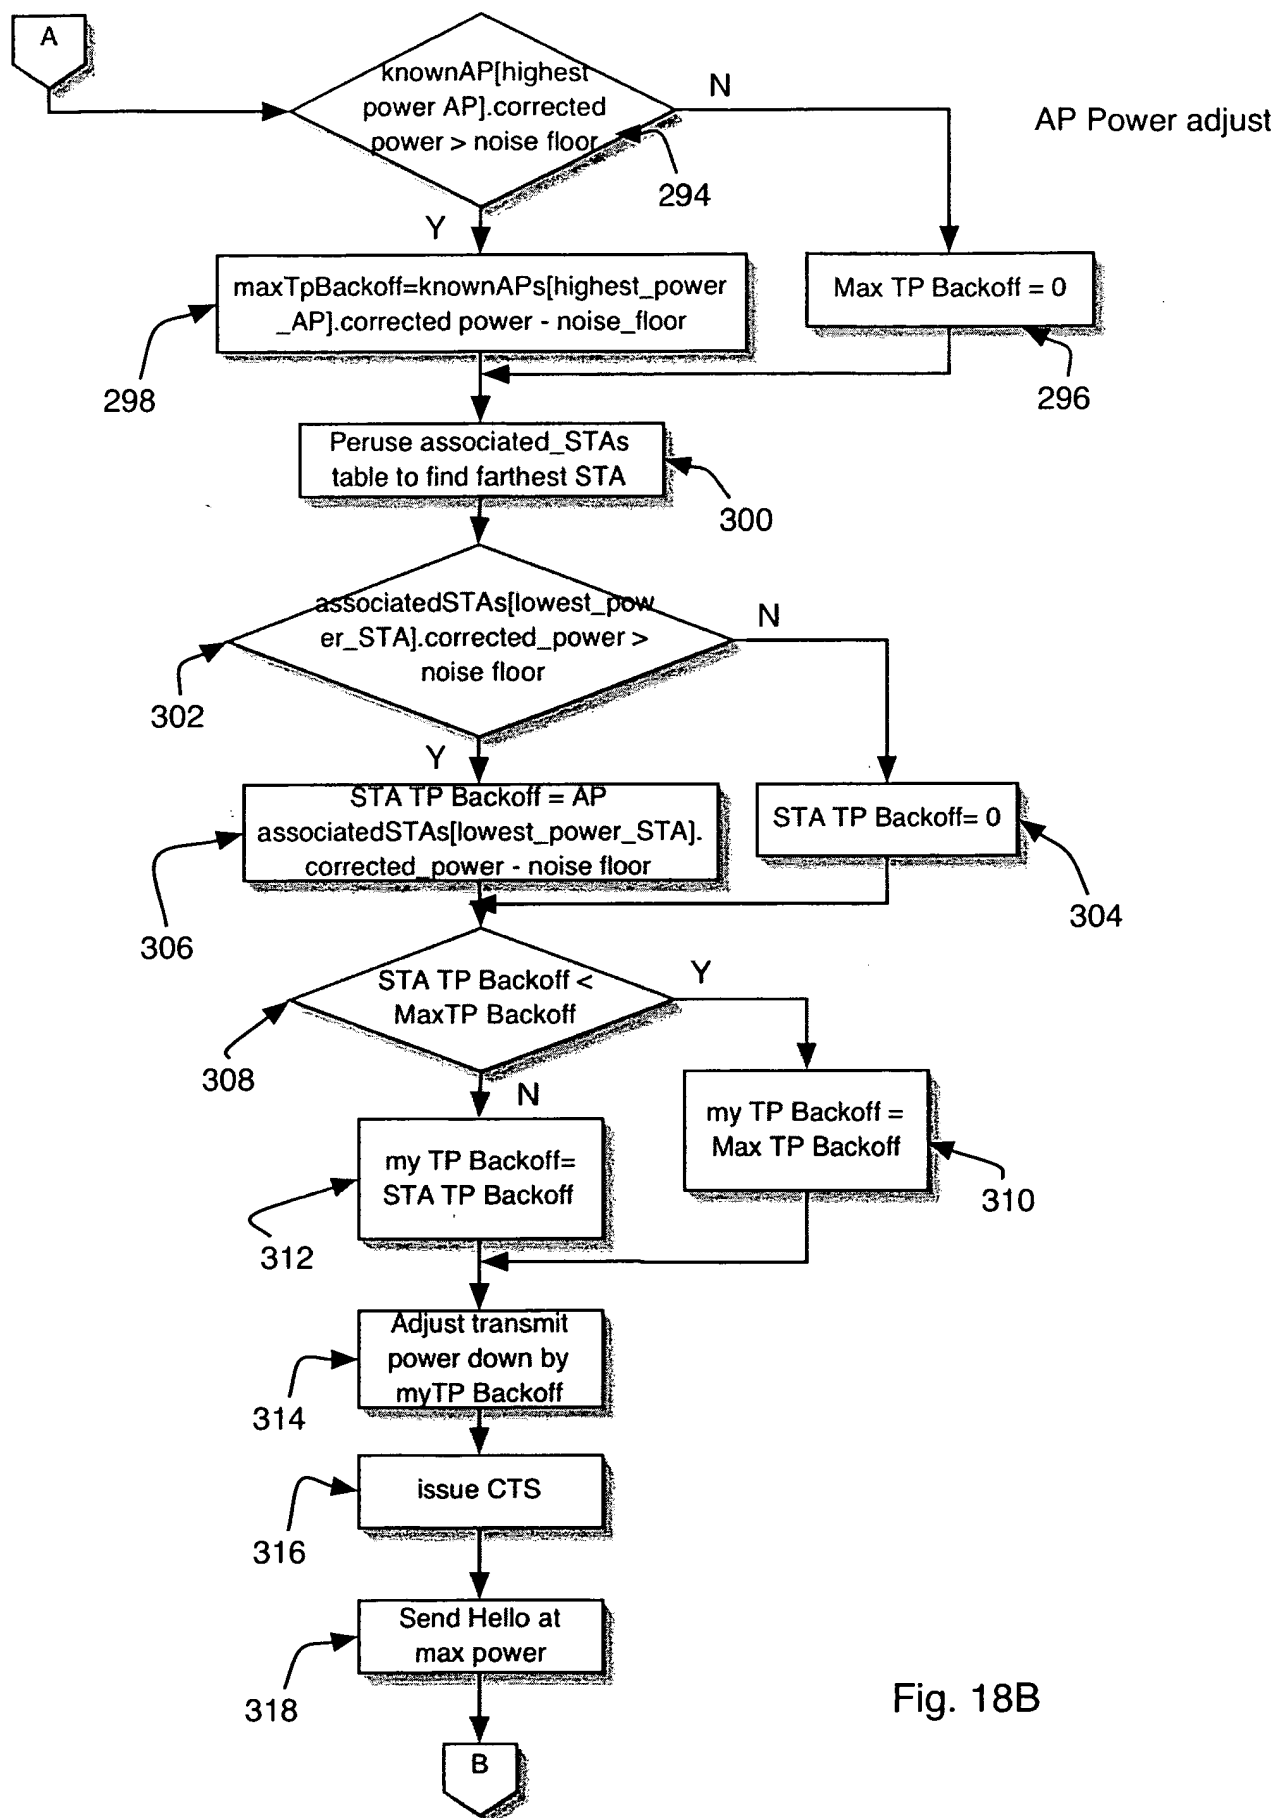 A
knownAP[highest
power AP].corrected
power > noise floor
N
AP Power adjust
294
Y
maxTpBackoff=knownAPs[highest_power
_AP].corrected power - noise_floor
Max TP Backoff = 0
298
296
Peruse associated_STAs
table to find farthest STA
300
associatedSTAs[lowest_pow
er_STA].corrected_power >
noise floor
N
302
Y
STA TP Backoff = AP
associatedSTAs[lowest_power_STA].
corrected_power - noise floor
STA TP Backoff= 0
304
306
STA TP Backoff <
MaxTP Backoff
Y
308
N
my TP Backoff =
Max TP Backoff
my TP Backoff=
STA TP Backoff
310
312
Adjust transmit
power down by
myTP Backoff
314
issue CTS
316
Send Hello at
max power
318
Fig. 18B
B